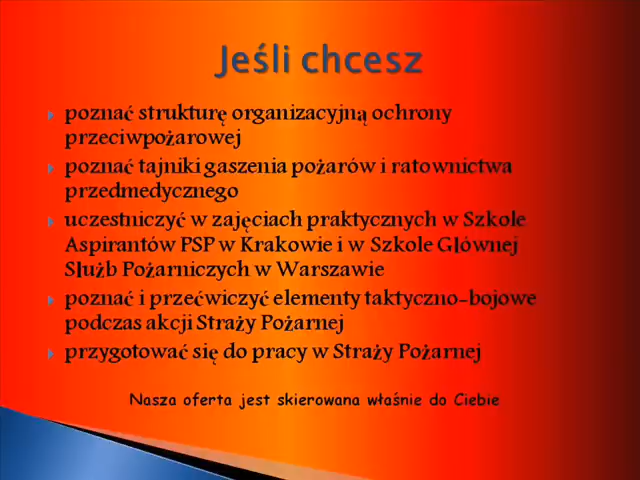 Jeśli chcesz
poznać strukturę organizacyjną ochrony
przeciwpożarowej
poznać tajniki gaszenia pożarów i ratownictwa
przedmedycznego
uczestniczyć w zajęciach praktycznych w Szkole
Aspirantów PSP w Krakowie i w Szkole Głównej
Służb Pożarniczych w Warszawie
poznać i przećwiczyć elementy taktyczno-bojowe
podczas akcji Straży Pożarnej
przygotować się do pracy w Straży Pożarnej
Nasza oferta jest skierowana właśnie do Ciebie